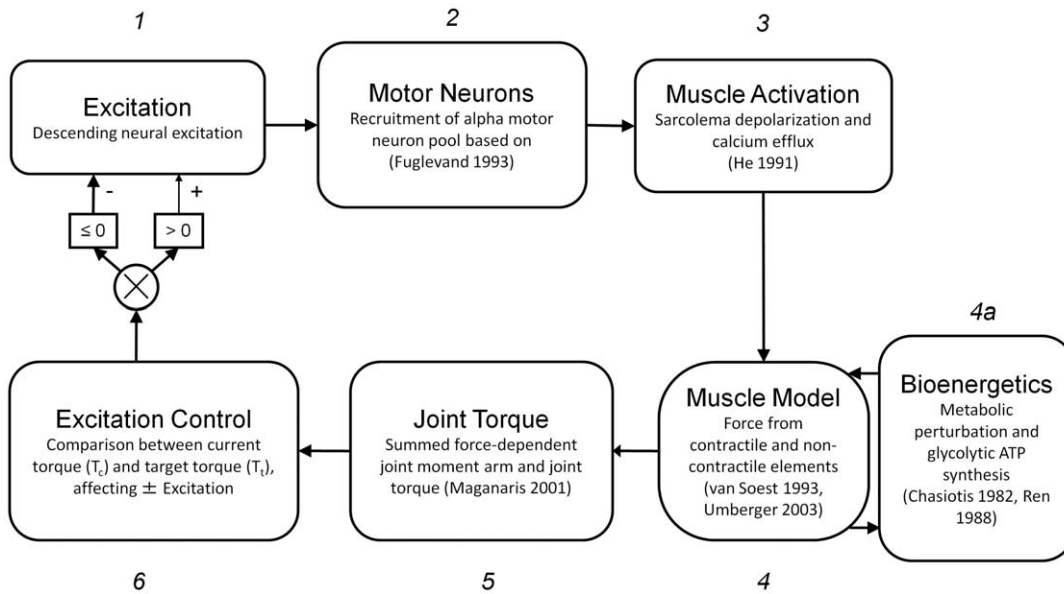 1
2
3
Excitation
Descending neural excitation
Motor Neurons
Recruitment of alpha motor
neuron pool based on
(Fuglevand 1993)
Muscle Activation
Sarcolema depolarization and
calcium efflux
(He 1991)
-
+
≤ 0
> 0
4a
Excitation Control
Comparison between current
torque (Tc) and target torque (Tt),
affecting ± Excitation
Joint Torque
Summed force-dependent
joint moment arm and joint
torque (Maganaris 2001)
Muscle Model
Force from
contractile and non-
contractile elements
(van Soest 1993,
Umberger 2003)
Bioenergetics
Metabolic
perturbation and
glycolytic ATP
synthesis
(Chasiotis 1982, Ren
1988)
6
5
4